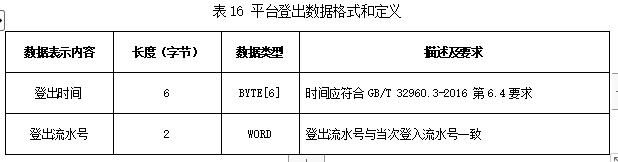 表 16 平台登出数据格式和定义
数据表示内容 长度（字节） 数据类型 描述及要求
登出时间 6 BYTE[6] 时间应符合 GB/T 32960.3-2016 第 6.4 要求
登出流水号 2 WORD 登出流水号与当次登入流水号一致